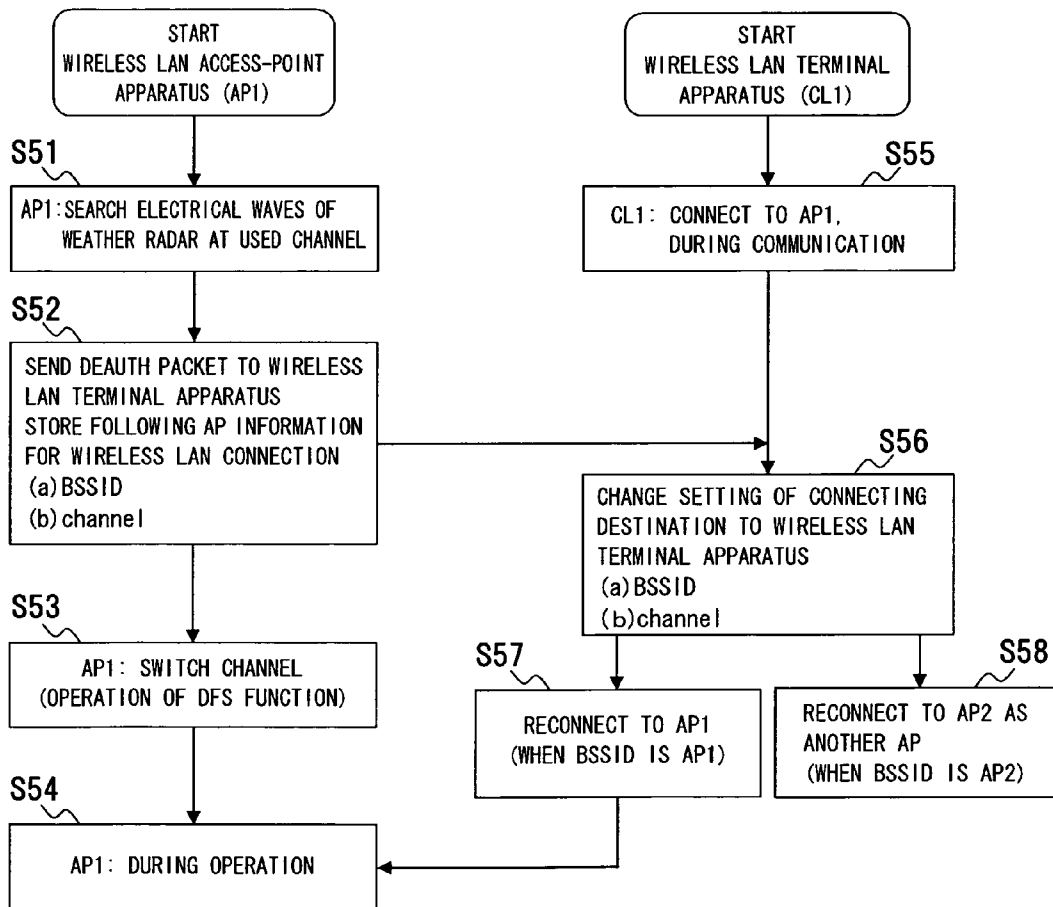 START
WIRELESS LAN ACCESS-POINT
APPARATUS (AP1)
START
WIRELESS LAN TERMINAL
APPARATUS (CL1)
S51
AP1: SEARCH ELECTRICAL WAVES OF
WEATHER RADAR AT USED CHANNEL
S55
CL1: CONNECT TO AP1,
DURING COMMUNICATION
S52
SEND DEAUTH PACKET TO WIRELESS
LAN TERMINAL APPARATUS
STORE FOLLOWING AP INFORMATION
FOR WIRELESS LAN CONNECTION
(a)BSSID
(b)channel
S56
CHANGE SETTING OF CONNECTING
DESTINATION TO WIRELESS LAN
TERMINAL APPARATUS
(a)BSSID
(b)channel
S53
AP1: SWITCH CHANNEL
(OPERATION OF DFS FUNCTION)
S57
RECONNECT TO AP1
(WHEN BSSID IS AP1)
S58
RECONNECT TO AP2 AS
ANOTHER AP
(WHEN BSSID IS AP2)
S54
AP1: DURING OPERATION